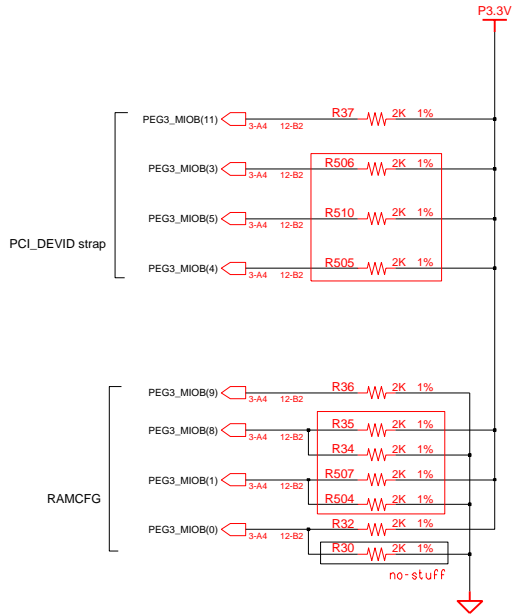 P3.3V
PEG3_MIOB(11) 3-A4 12-B2 R37 2K 1%
PEG3_MIOB(3) 3-A4 12-B2 R506 2K 1%
PEG3_MIOB(5) 3-A4 12-B2 R510 2K 1%
PCI_DEVID strap
PEG3_MIOB(4) 3-A4 12-B2 R505 2K 1%
PEG3_MIOB(9) 3-A4 12-B2 R36 2K 1%
PEG3_MIOB(8) 3-A4 12-B2 R35 2K 1%
R34 2K 1%
PEG3_MIOB(1) 3-A4 12-B2 R507 2K 1%
RAMCFG
R504 2K 1%
PEG3_MIOB(0) 3-A4 12-B2 R32 2K 1%
R30 2K 1%
no-stuff